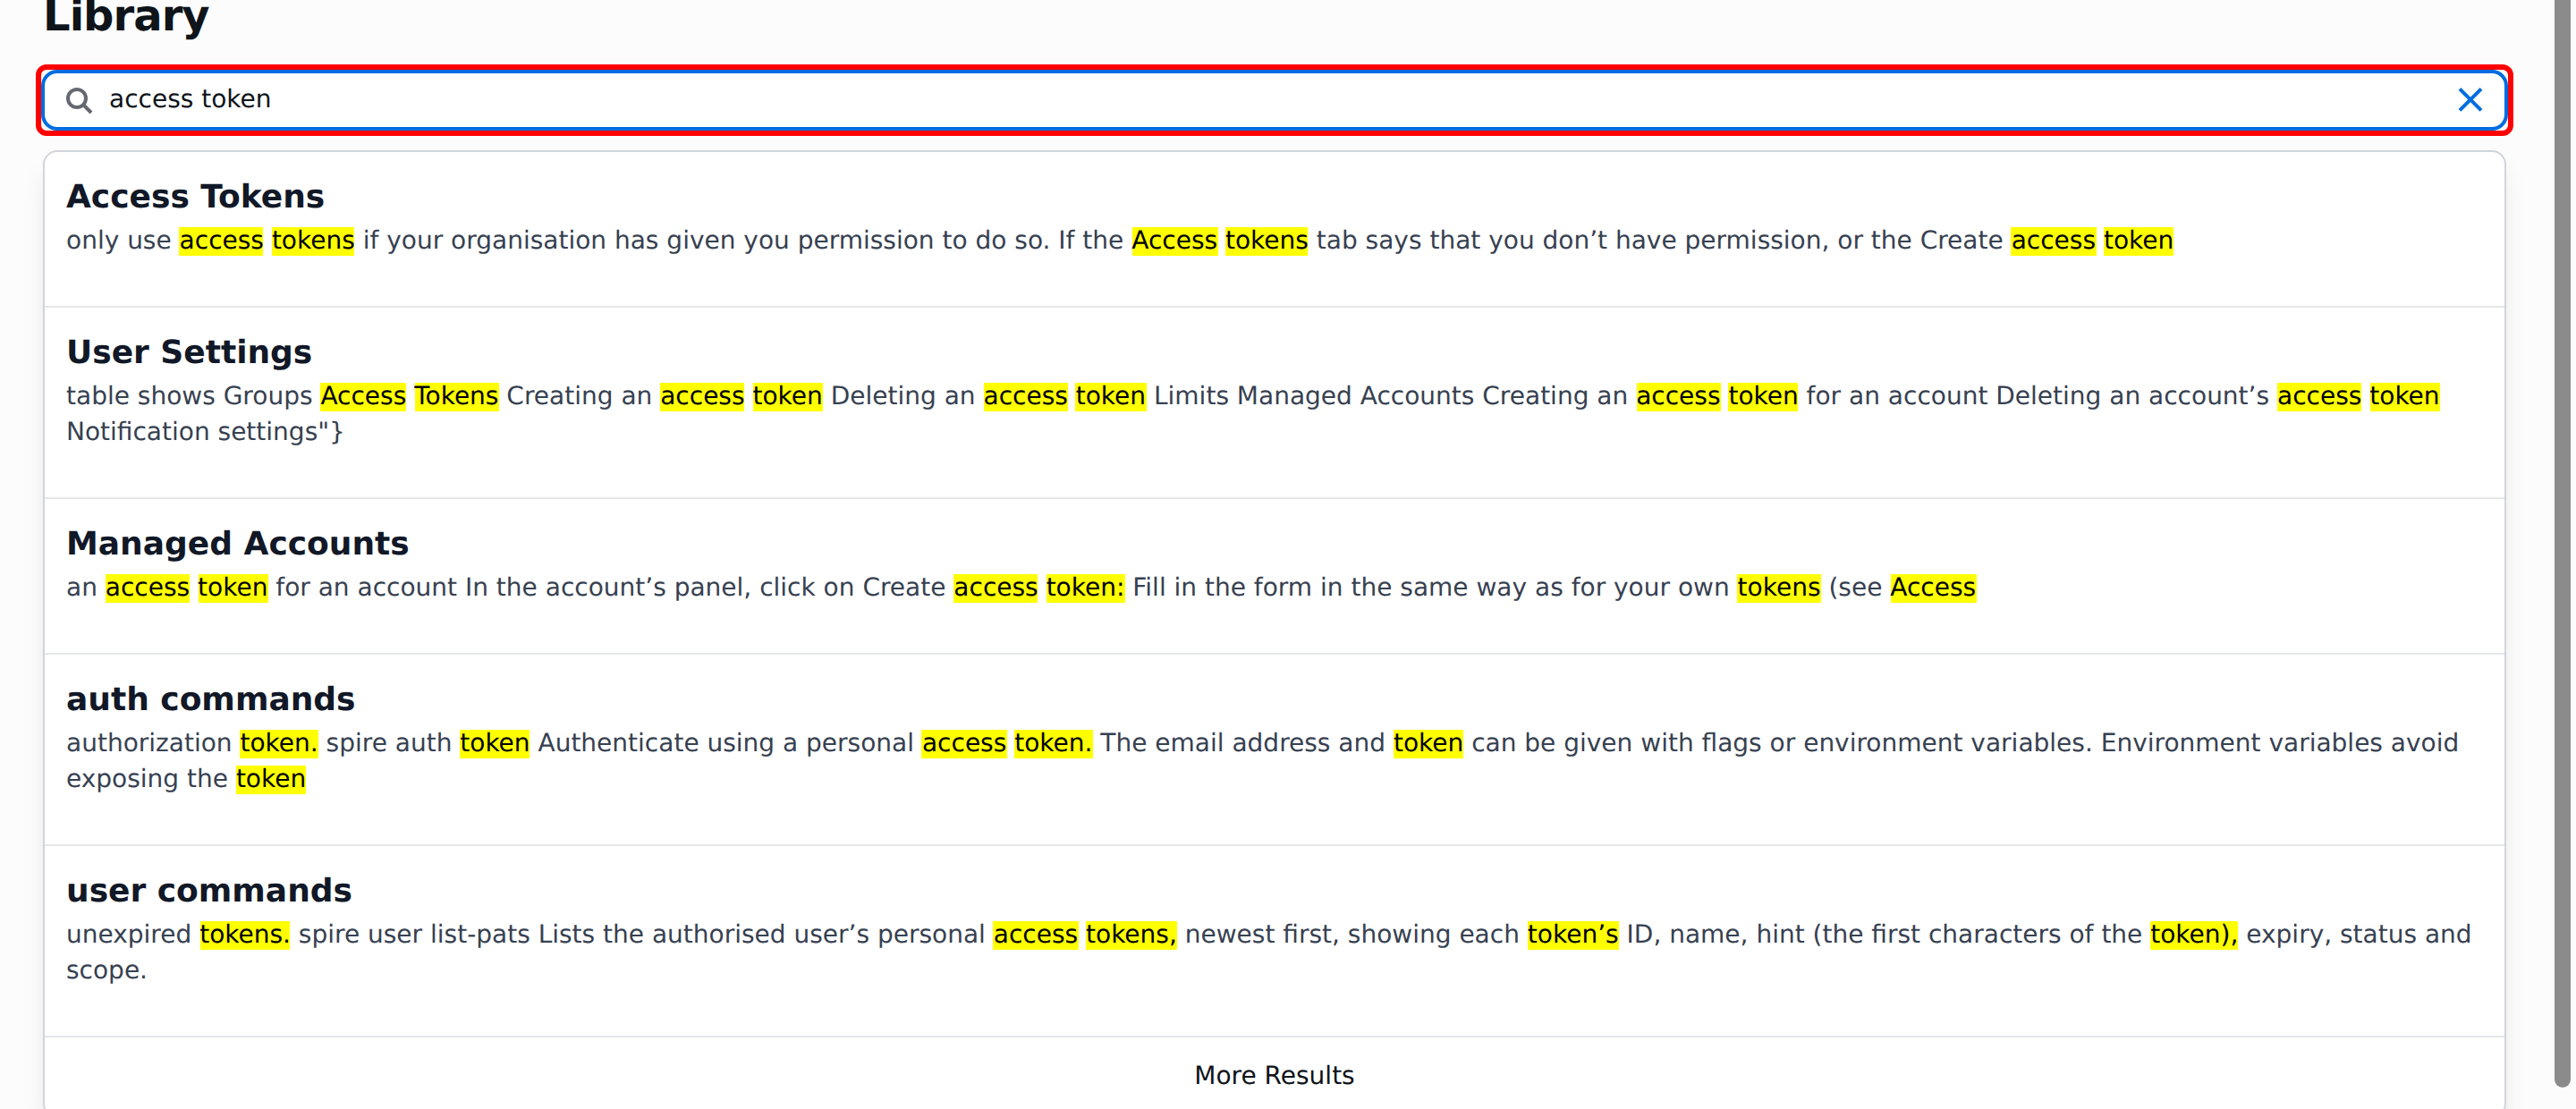 Library
access token
Access Tokens
only use access tokens if your organisation has given you permission to do so. If the Access tokens tab says that you don’t have permission, or the Create access token
User Settings
table shows Groups Access Tokens Creating an access token Deleting an access token Limits Managed Accounts Creating an access token for an account Deleting an account’s access token
Notification settings"}
Managed Accounts
an access token for an account In the account’s panel, click on Create access token: Fill in the form in the same way as for your own tokens (see Access
auth commands
authorization token. spire auth token Authenticate using a personal access token. The email address and token can be given with flags or environment variables. Environment variables avoid
exposing the token
user commands
unexpired tokens. spire user list-pats Lists the authorised user’s personal access tokens, newest first, showing each token’s ID, name, hint (the first characters of the token), expiry, status and
scope.
More Results